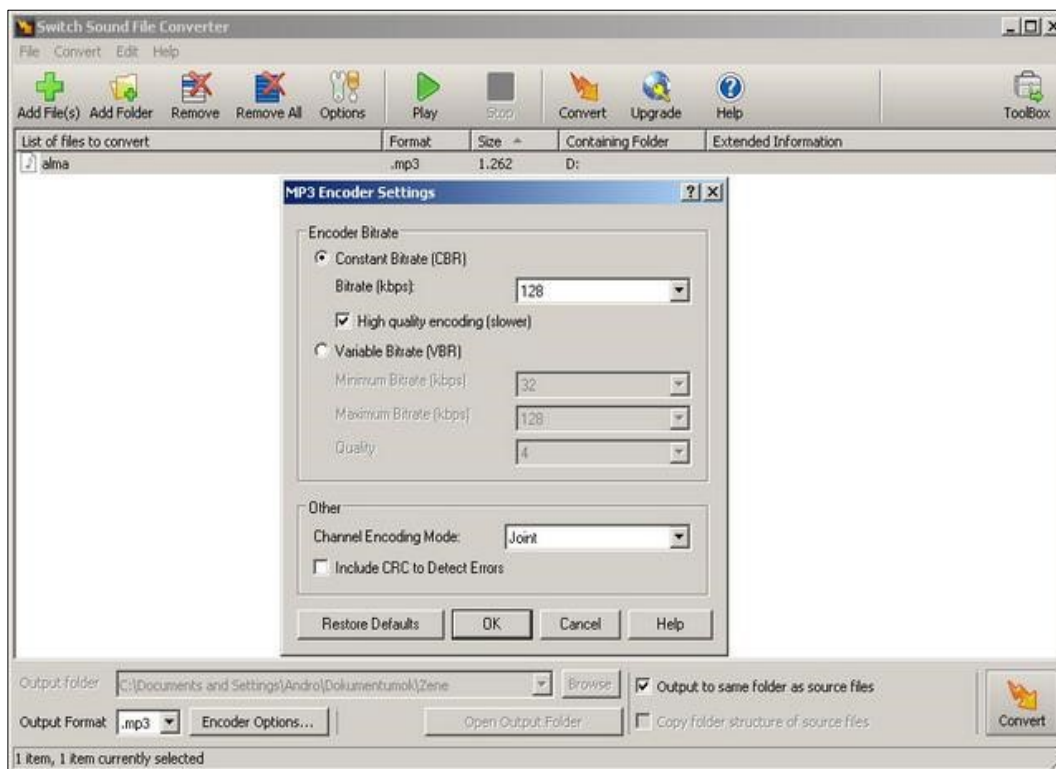 Switch Sound File Converter
File Convert Edit Help
Add File(s) Add Folder Remove Remove All Options Play Stop Convert Upgrade Help ToolBox
List of files to convert Format Size Containing Folder Extended Information
alma .mp3 1.262 D:
MP3 Encoder Settings
Encoder Bitrate
Constant Bitrate (CBR)
Bitrate (kbps): 128
High quality encoding (slower)
Variable Bitrate (VBR)
Minimum Bitrate (kbps) 32
Maximum Bitrate (kbps) 128
Quality 4
Other
Channel Encoding Mode: Joint
Include CRC to Detect Errors
Restore Defaults OK Cancel Help
Output folder C:\Documents and Settings\Andro\Dokumentumok\Zene Browse Output to same folder as source files
Output Format .mp3 Encoder Options... Open Output Folder Copy folder structure of source files Convert
1 item, 1 item currently selected